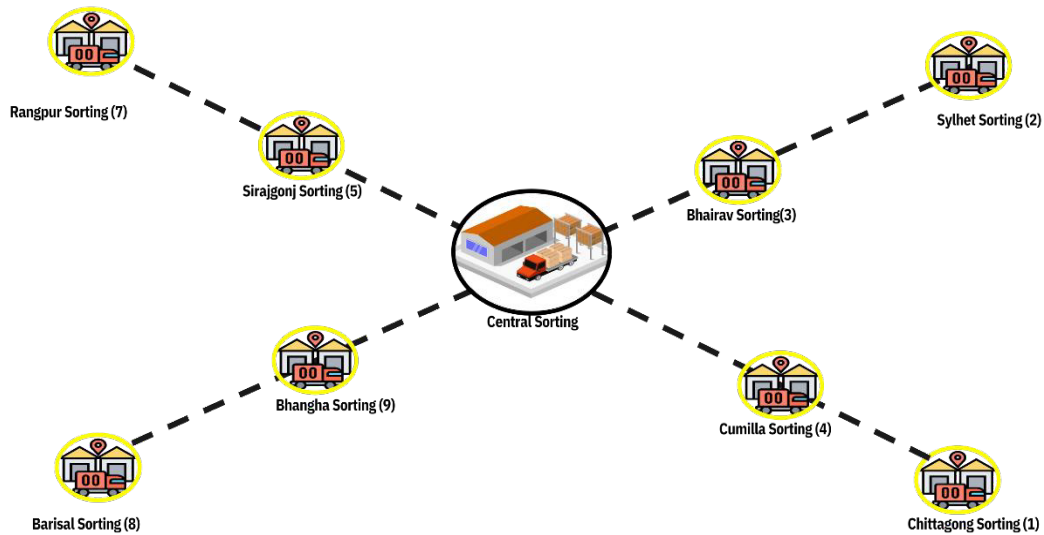 Rangpur Sorting (7)
Sylhet Sorting (2)
Sirajgonj Sorting (5)
Bhairav Sorting(3)
Central Sorting
Bhangha Sorting (9)
Cumilla Sorting (4)
Barisal Sorting (8)
Chittagong Sorting (1)